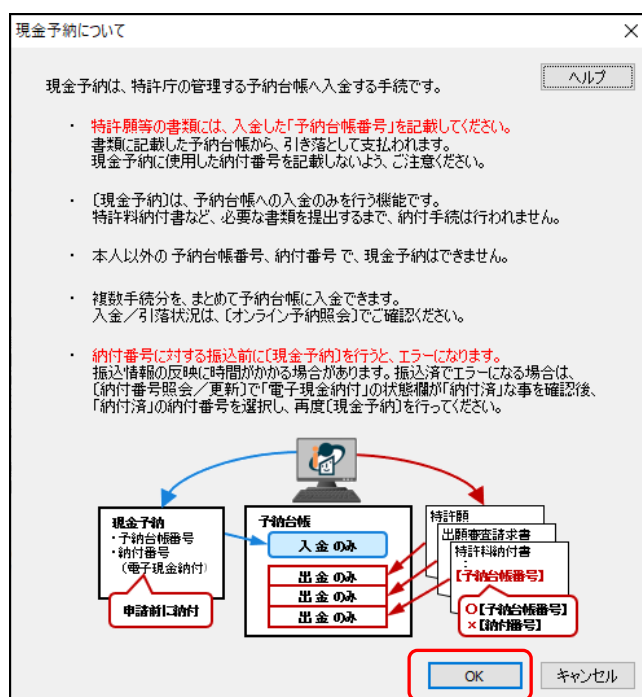 現金予納について
現金予納は、特許庁の管理する予納台帳へ入金する手続です。
ヘルプ
・ 特許願等の書類には、入金した「予納台帳番号」を記載してください。
書類に記載した予納台帳から、引き落として支払われます。
現金予納に使用した納付番号を記載しないよう、ご注意ください。
・ 〔現金予納〕は、予納台帳への入金のみを行う機能です。
特許料納付書など、必要な書類を提出するまで、納付手続は行われません。
・ 本人以外の 予納台帳番号、納付番号 で、現金予納はできません。
・ 複数手続分を、まとめて予納台帳に入金できます。
入金／引落状況は、〔オンライン予納照会〕でご確認ください。
・ 納付番号に対する振込前に〔現金予納〕を行うと、エラーになります。
振込情報の反映に時間がかかる場合があります。振込済でエラーになる場合は、
〔納付番号照会／更新〕で「電子現金納付」の状態欄が「納付済」な事を確認後、
「納付済」の納付番号を選択し、再度〔現金予納〕を行ってください。
現金予納
・予納台帳番号
・納付番号
（電子現金納付）
申請前に納付
予納台帳
入金 のみ
出金 のみ
出金 のみ
出金 のみ
特許願
出願審査請求書
特許料納付書
：
【予納台帳番号】
○【予納台帳番号】
×【納付番号】
OK
キャンセル